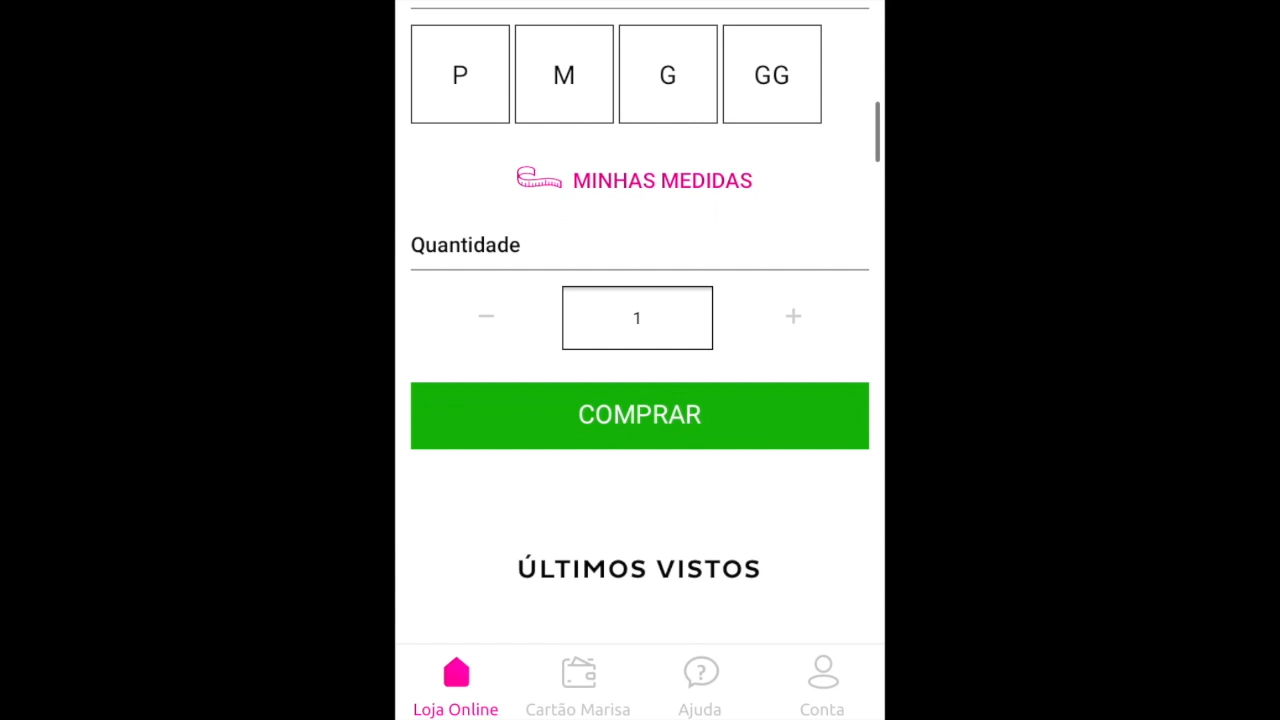 P M G GG
MINHAS MEDIDAS
Quantidade
− 1 +
COMPRAR
ÚLTIMOS VISTOS
Loja Online Cartão Marisa Ajuda Conta